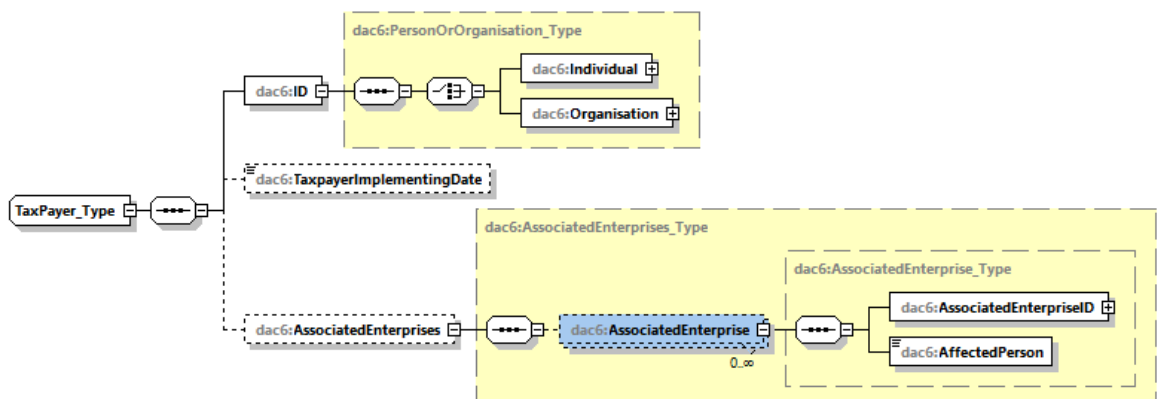 dac6:PersonOrOrganisation_Type
dac6:Individual
dac6:ID
dac6:Organisation
dac6:TaxpayerImplementingDate
TaxPayer_Type
dac6:AssociatedEnterprises_Type
dac6:AssociatedEnterprise_Type
dac6:AssociatedEnterpriseID
dac6:AssociatedEnterprises
dac6:AssociatedEnterprise
dac6:AffectedPerson
0..∞